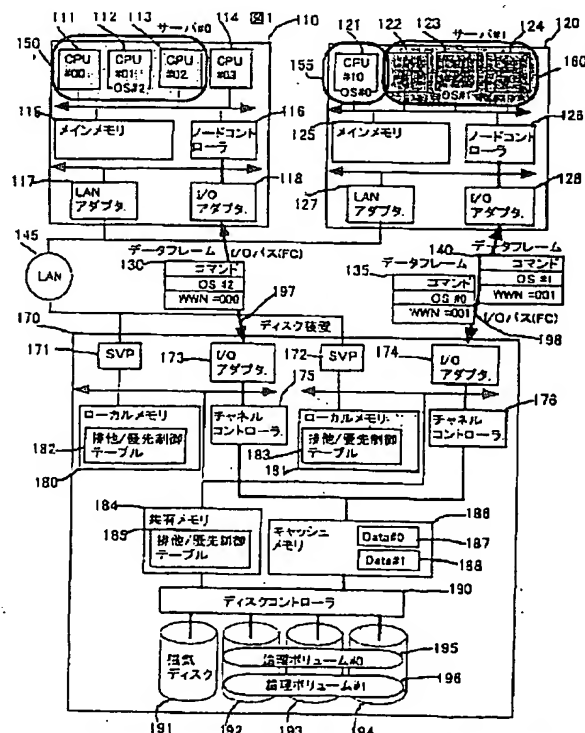 図1
111 112 113 114 110
サーバ#0
150
CPU #00
CPU #01
CPU #02
CPU #03
OS#2
115 116
メインメモリ
ノードコントローラ
117 118
LANアダプタ
I/Oアダプタ
121 122 123 124 120
サーバ#1
155 160
CPU #10
OS#0
OS#1
125 126
メインメモリ
ノードコントローラ
127 128
LANアダプタ
I/Oアダプタ
145
LAN
データフレーム
130
I/Oパス(FC)
コマンド
OS #2
WWN=000
197
データフレーム
135
コマンド
OS #0
WWN=001
データフレーム
140
コマンド
OS #1
WWN=001
I/Oパス(FC)
198
170
ディスク装置
171 173 172 174
SVP
I/Oアダプタ
SVP
I/Oアダプタ
175 176
ローカルメモリ
182
排他/優先制御テーブル
180
チャネルコントローラ
ローカルメモリ
183
排他/優先制御テーブル
181
チャネルコントローラ
184
共有メモリ
185
排他/優先制御テーブル
186
キャッシュメモリ
Data#0
187
Data#1
188
190
ディスクコントローラ
磁気ディスク
195
論理ボリューム#0
196
論理ボリューム#1
191 192 193 194